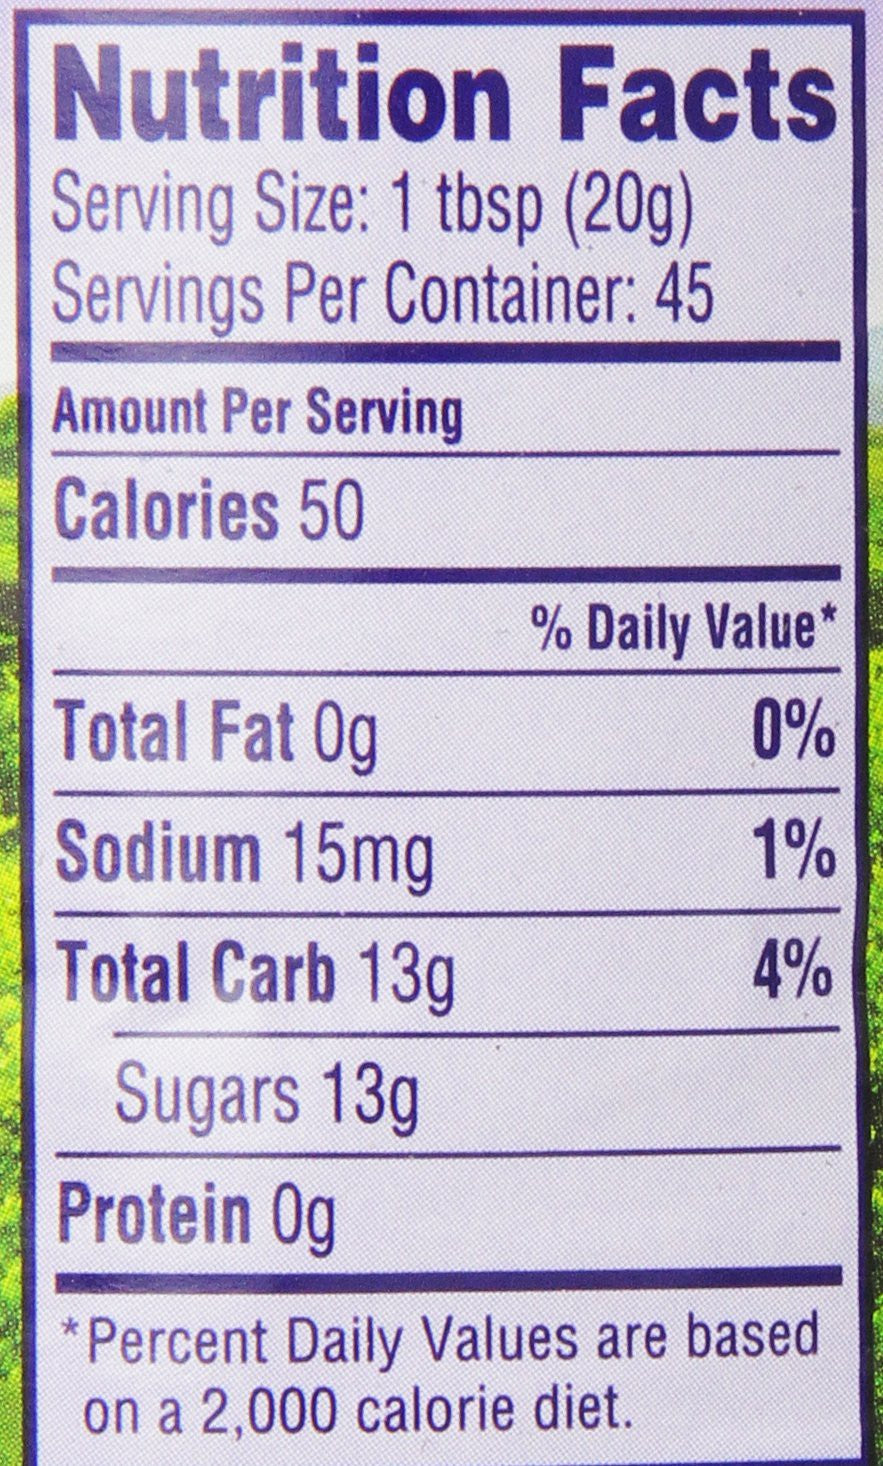 Nutrition Facts
Serving Size: 1 tbsp (20g)
Servings Per Container: 45
Amount Per Serving
Calories 50
% Daily Value*
Total Fat 0g 0%
Sodium 15mg 1%
Total Carb 13g 4%
Sugars 13g
Protein 0g
*Percent Daily Values are based
on a 2,000 calorie diet.